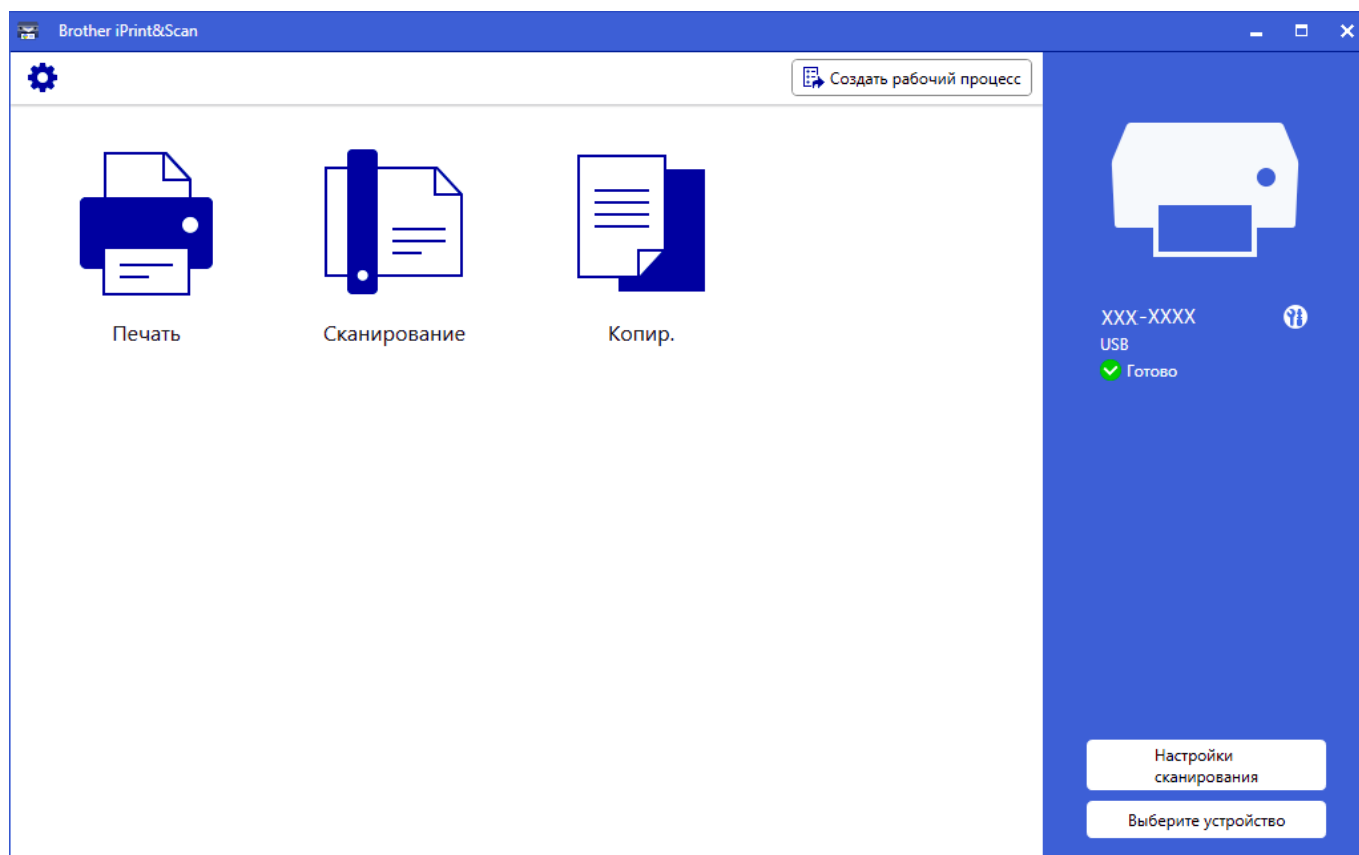 Brother iPrint&Scan
Создать рабочий процесс
Печать
Сканирование
Копир.
XXX-XXXX
USB
Готово
Настройки
сканирования
Выберите устройство